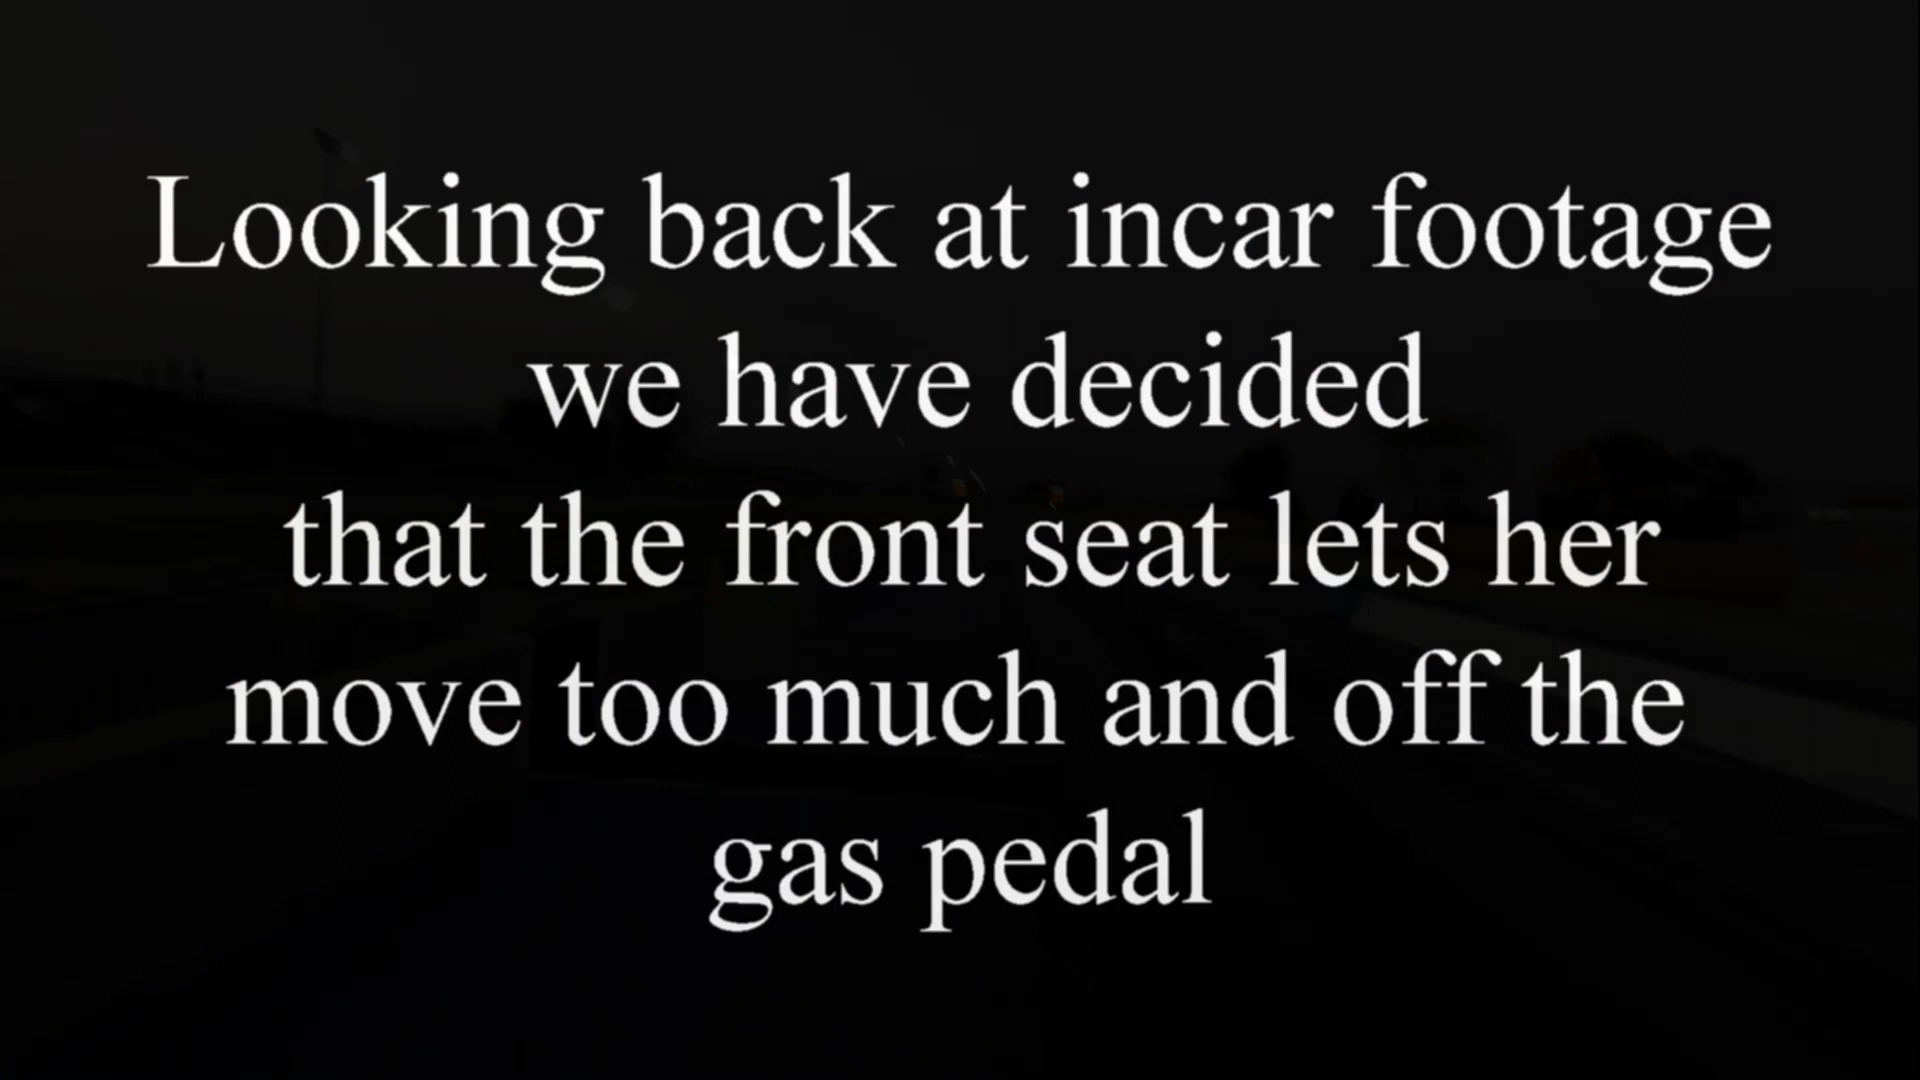 Looking back at incar footage
we have decided
that the front seat lets her
move too much and off the
gas pedal